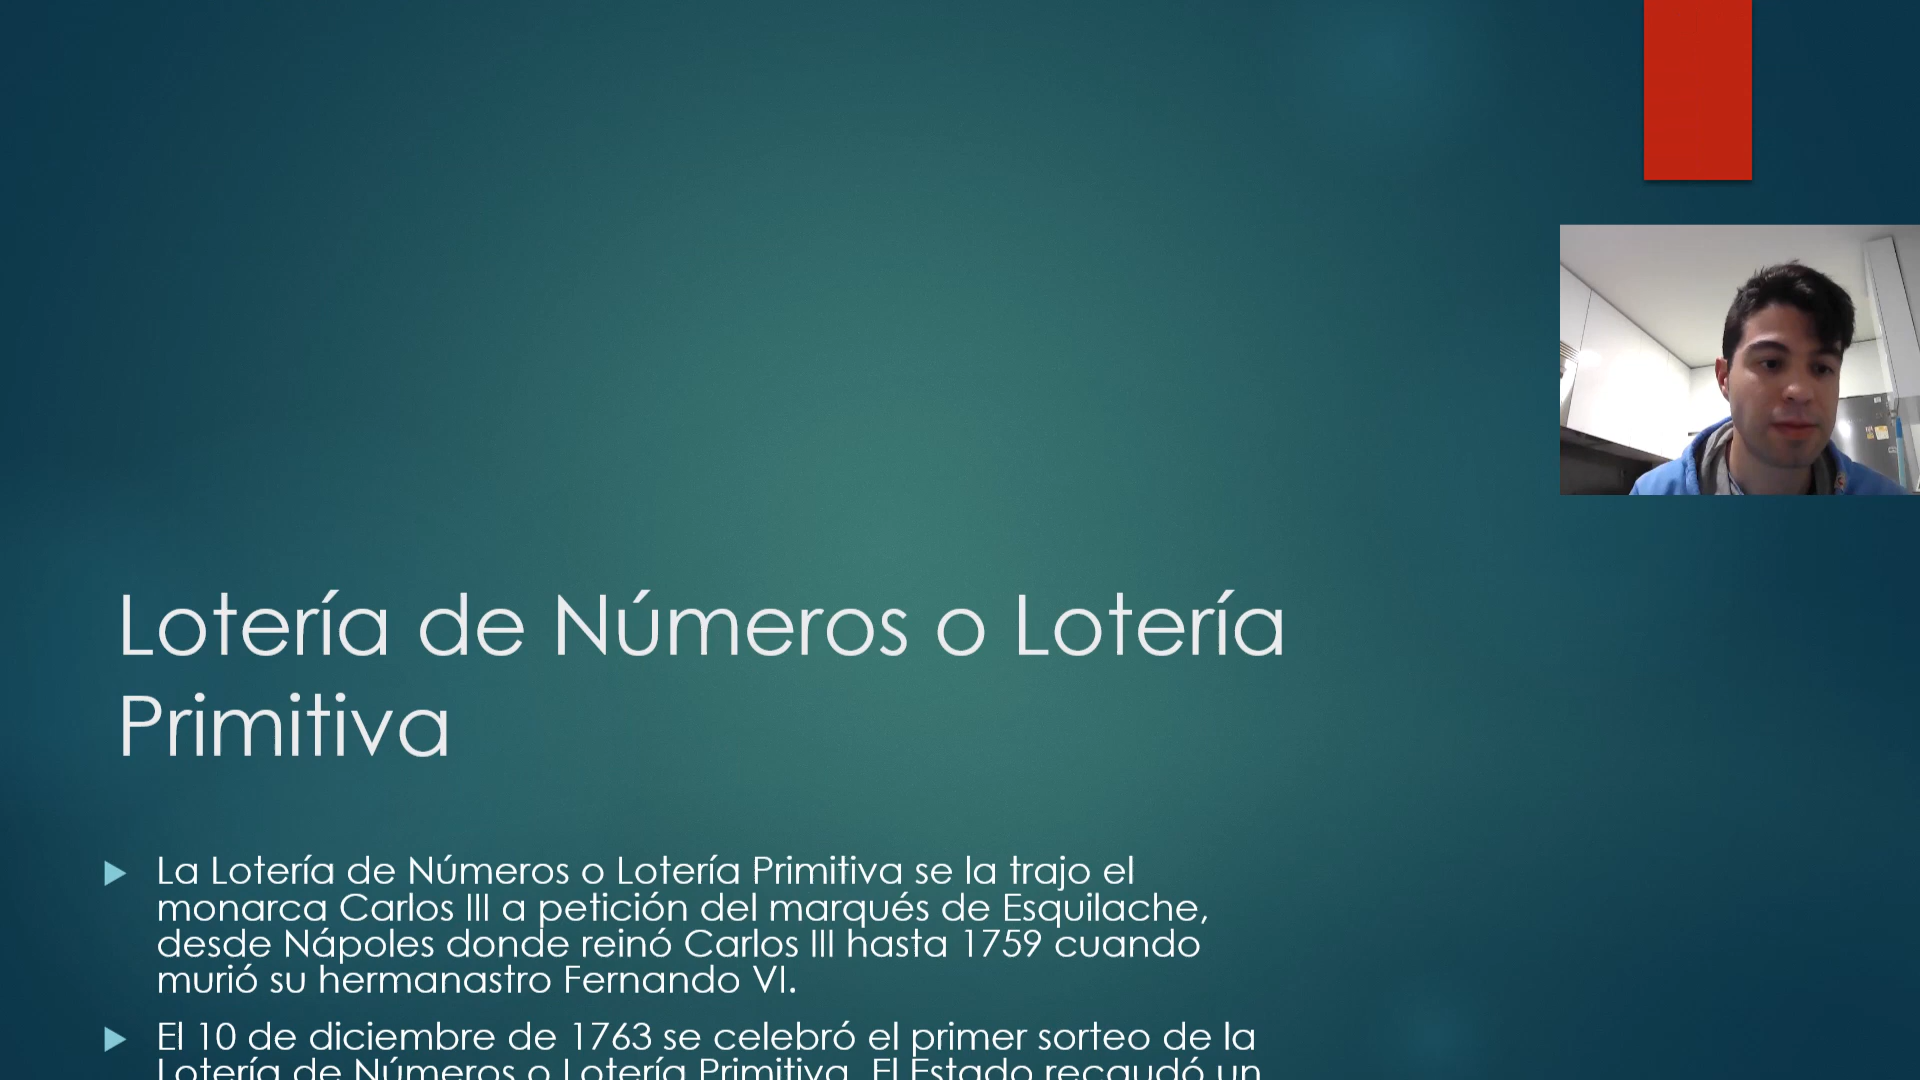 Lotería de Números o Lotería
Primitiva
La Lotería de Números o Lotería Primitiva se la trajo el
monarca Carlos III a petición del marqués de Esquilache,
desde Nápoles donde reinó Carlos III hasta 1759 cuando
murió su hermanastro Fernando VI.
El 10 de diciembre de 1763 se celebró el primer sorteo de la
Lotería de Números o Lotería Primitiva. El Estado recaudó un